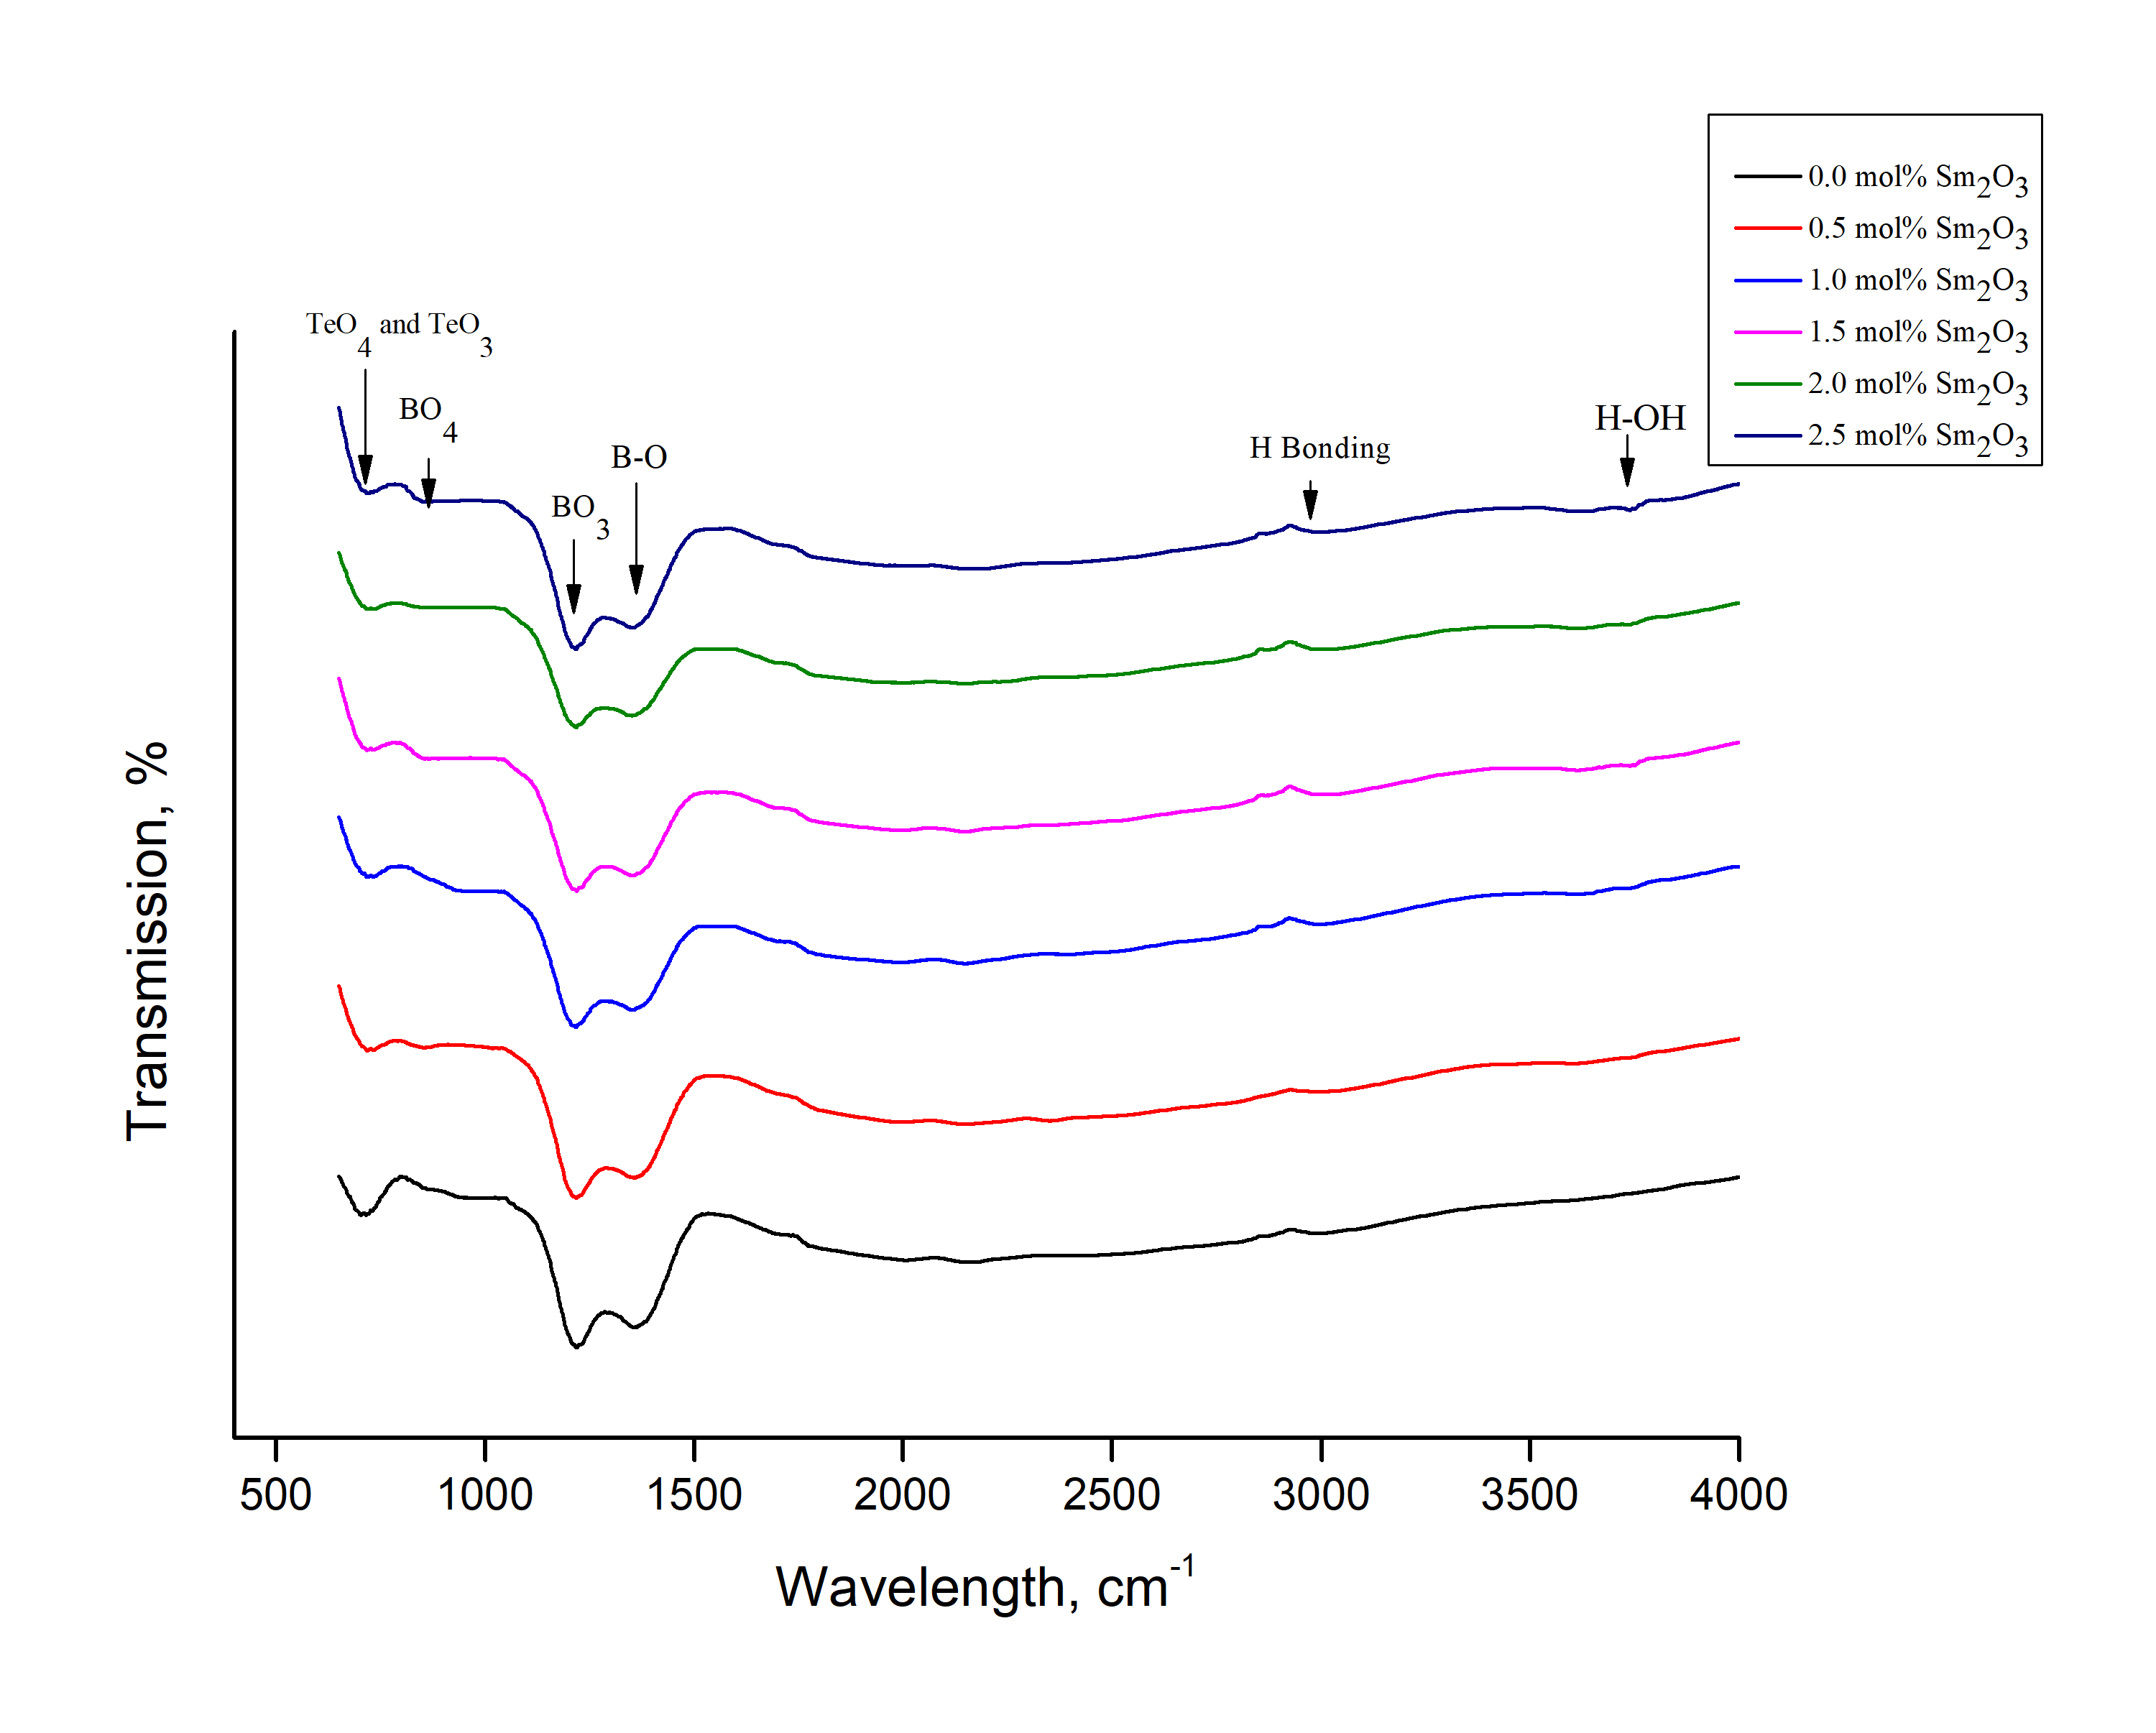 0.0 mol% Sm₂O₃
0.5 mol% Sm₂O₃
1.0 mol% Sm₂O₃
1.5 mol% Sm₂O₃
2.0 mol% Sm₂O₃
2.5 mol% Sm₂O₃
TeO₄ and TeO₃
BO₄
B-O
BO₃
H Bonding
H-OH
Transmission, %
500 1000 1500 2000 2500 3000 3500 4000
Wavelength, cm⁻¹